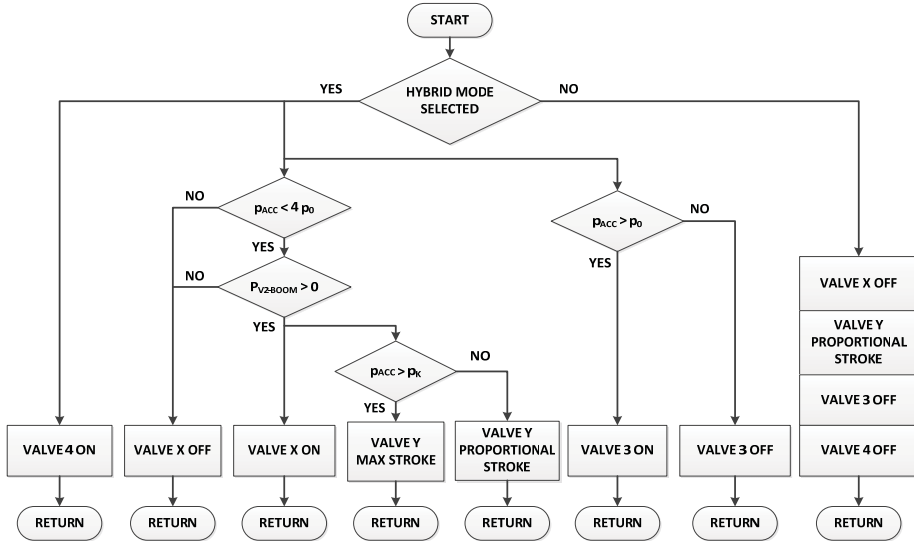 START
HYBRID MODE
SELECTED
YES
NO
pACC < 4 p0
NO
YES
pACC > p0
NO
YES
PV2-BOOM > 0
NO
YES
pACC > pK
NO
YES
VALVE X OFF
VALVE Y
PROPORTIONAL
STROKE
VALVE 3 OFF
VALVE 4 OFF
VALVE 4 ON
VALVE X OFF
VALVE X ON
VALVE Y
MAX STROKE
VALVE Y
PROPORTIONAL
STROKE
VALVE 3 ON
VALVE 3 OFF
RETURN
RETURN
RETURN
RETURN
RETURN
RETURN
RETURN
RETURN